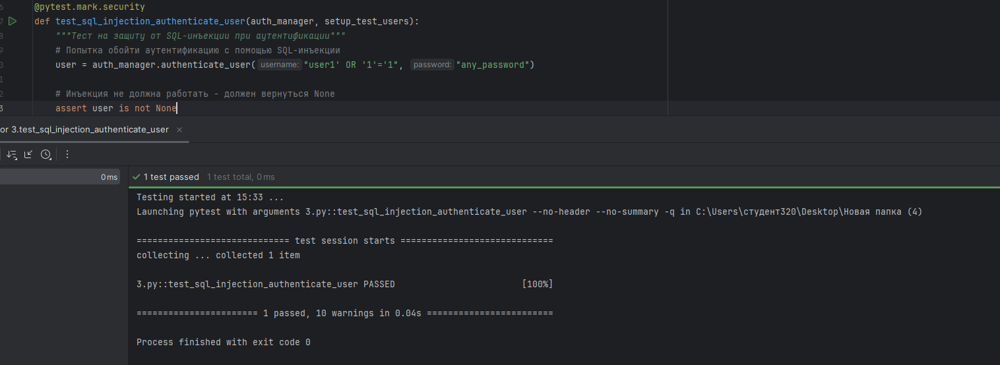 @pytest.mark.security
def test_sql_injection_authenticate_user(auth_manager, setup_test_users):
"""Тест на защиту от SQL-инъекции при аутентификации"""
# Попытка обойти аутентификацию с помощью SQL-инъекции
user = auth_manager.authenticate_user( username: "user1' OR '1'='1", password: "any_password")
# Инъекция не должна работать - должен вернуться None
assert user is not None
or 3.test_sql_injection_authenticate_user ×
0 ms
1 test passed 1 test total, 0 ms
Testing started at 15:33 ...
Launching pytest with arguments 3.py::test_sql_injection_authenticate_user --no-header --no-summary -q in C:\Users\студент320\Desktop\Новая папка (4)
============================= test session starts =============================
collecting ... collected 1 item
3.py::test_sql_injection_authenticate_user PASSED [100%]
======================= 1 passed, 10 warnings in 0.04s ========================
Process finished with exit code 0